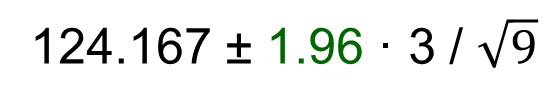 124.167 ± 1.96 · 3 / √9